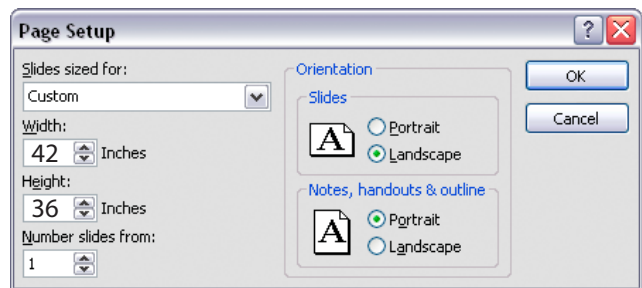 Page Setup
Slides sized for:
Custom
Width:
42 Inches
Height:
36 Inches
Number slides from:
1
Orientation
Slides
A
Portrait
Landscape
Notes, handouts & outline
A
Portrait
Landscape
OK
Cancel